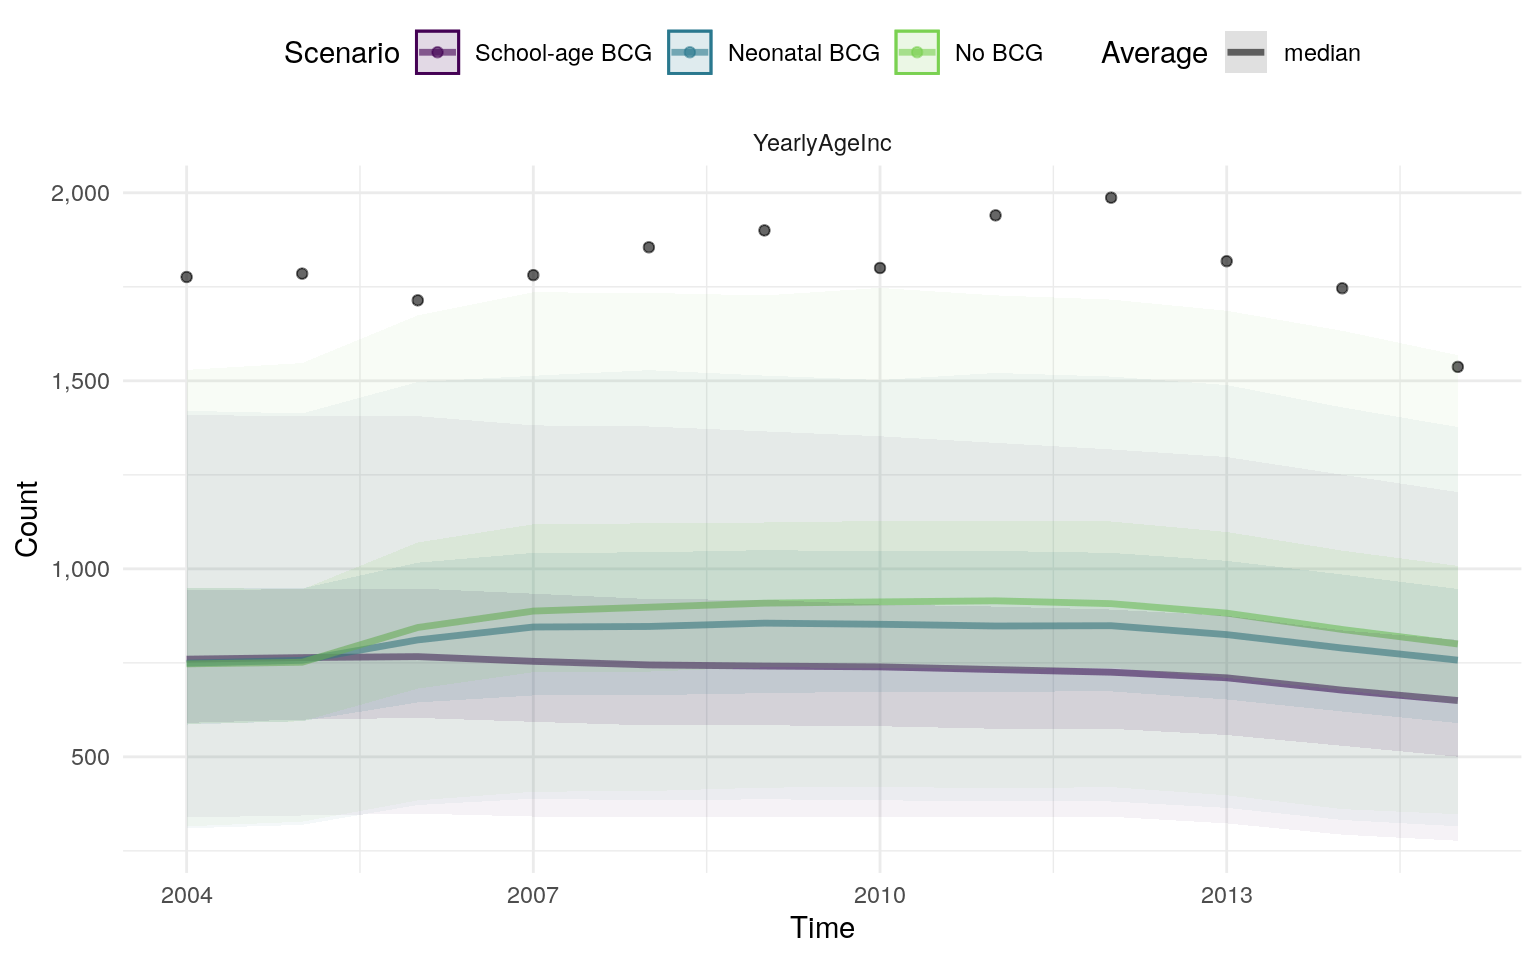 Scenario School-age BCG Neonatal BCG No BCG Average median
YearlyAgeInc
2,000
1,500
1,000
500
Count
2004 2007 2010 2013
Time